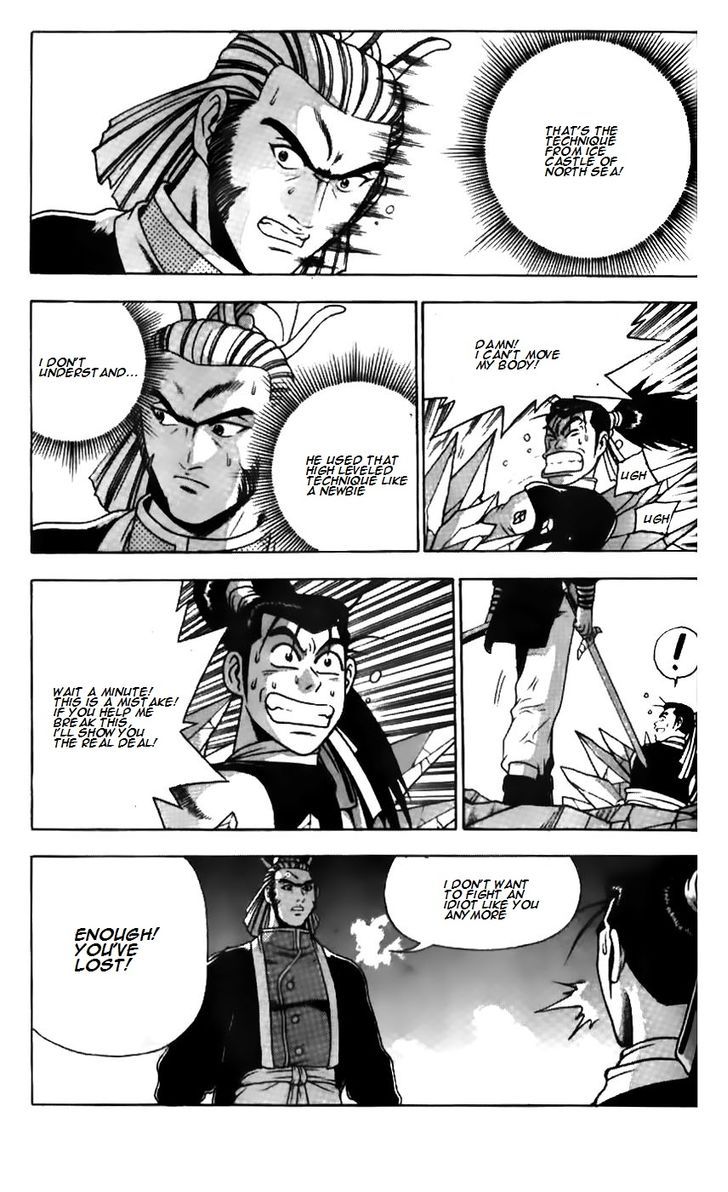 THAT'S THE
TECHNIQUE
FROM ICE
CASTLE OF
NORTH SEA!
I DON'T
UNDERSTAND...
HE USED THAT
HIGH LEVELED
TECHNIQUE LIKE
A NEWBIE
DAMN!
I CAN'T MOVE
MY BODY!
UGH
UGH
WAIT A MINUTE!
THIS IS A MISTAKE!
IF YOU HELP ME
BREAK THIS,
I'LL SHOW YOU
THE REAL DEAL!
!
ENOUGH!
YOU'VE
LOST!
I DON'T WANT
TO FIGHT AN
IDIOT LIKE YOU
ANYMORE